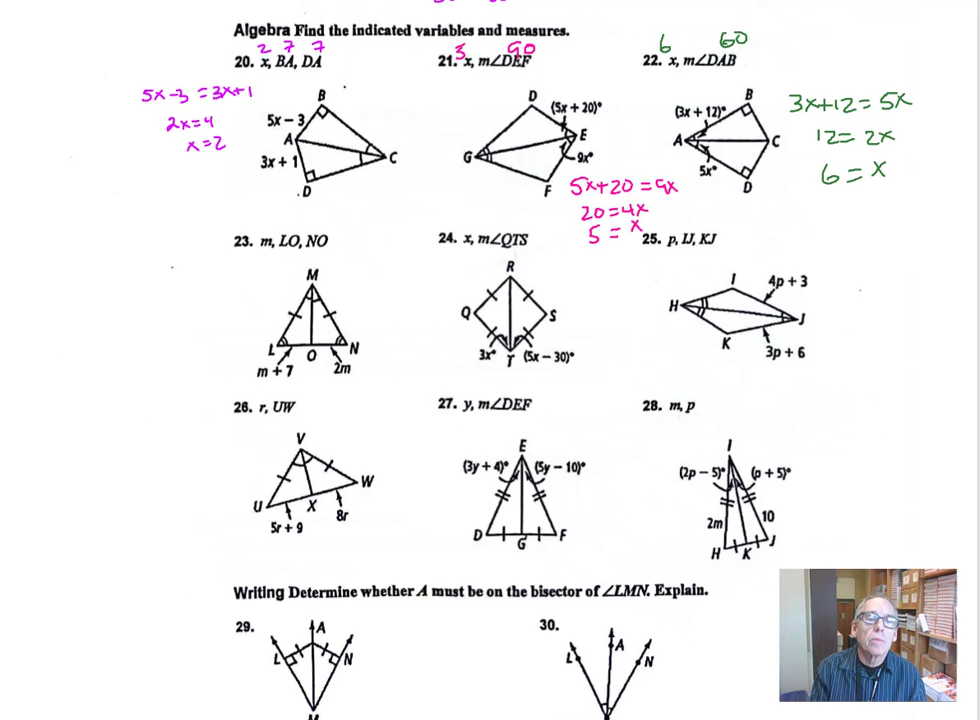 Algebra Find the indicated variables and measures.
2 7 7
20. x, BA, DA
5x-3 = 3x+1
2x=4
x=2
B
5x – 3
A
3x + 1
C
D
5 90
21. x, m∠DEF
D
(5x + 20)°
E
G
9x°
F
5x+20 = 9x
20=4x
5 = x
6 60
22. x, m∠DAB
B
(3x + 12)°
A
C
5x°
D
3x+12 = 5x
12 = 2x
6 = x
23. m, LO, NO
M
L
O
N
m + 7
2m
24. x, m∠QTS
R
Q
S
3x°
T
(5x – 30)°
25. p, IJ, KJ
I
4p + 3
H
J
K
3p + 6
26. r, UW
V
W
U
X
5r + 9
8r
27. y, m∠DEF
E
(3y + 4)°
(5y – 10)°
D
G
F
28. m, p
I
(2p – 5)°
(p + 5)°
2m
10
H
K
J
Writing Determine whether A must be on the bisector of ∠LMN. Explain.
29.
A
L
N
M
30.
A
L
N